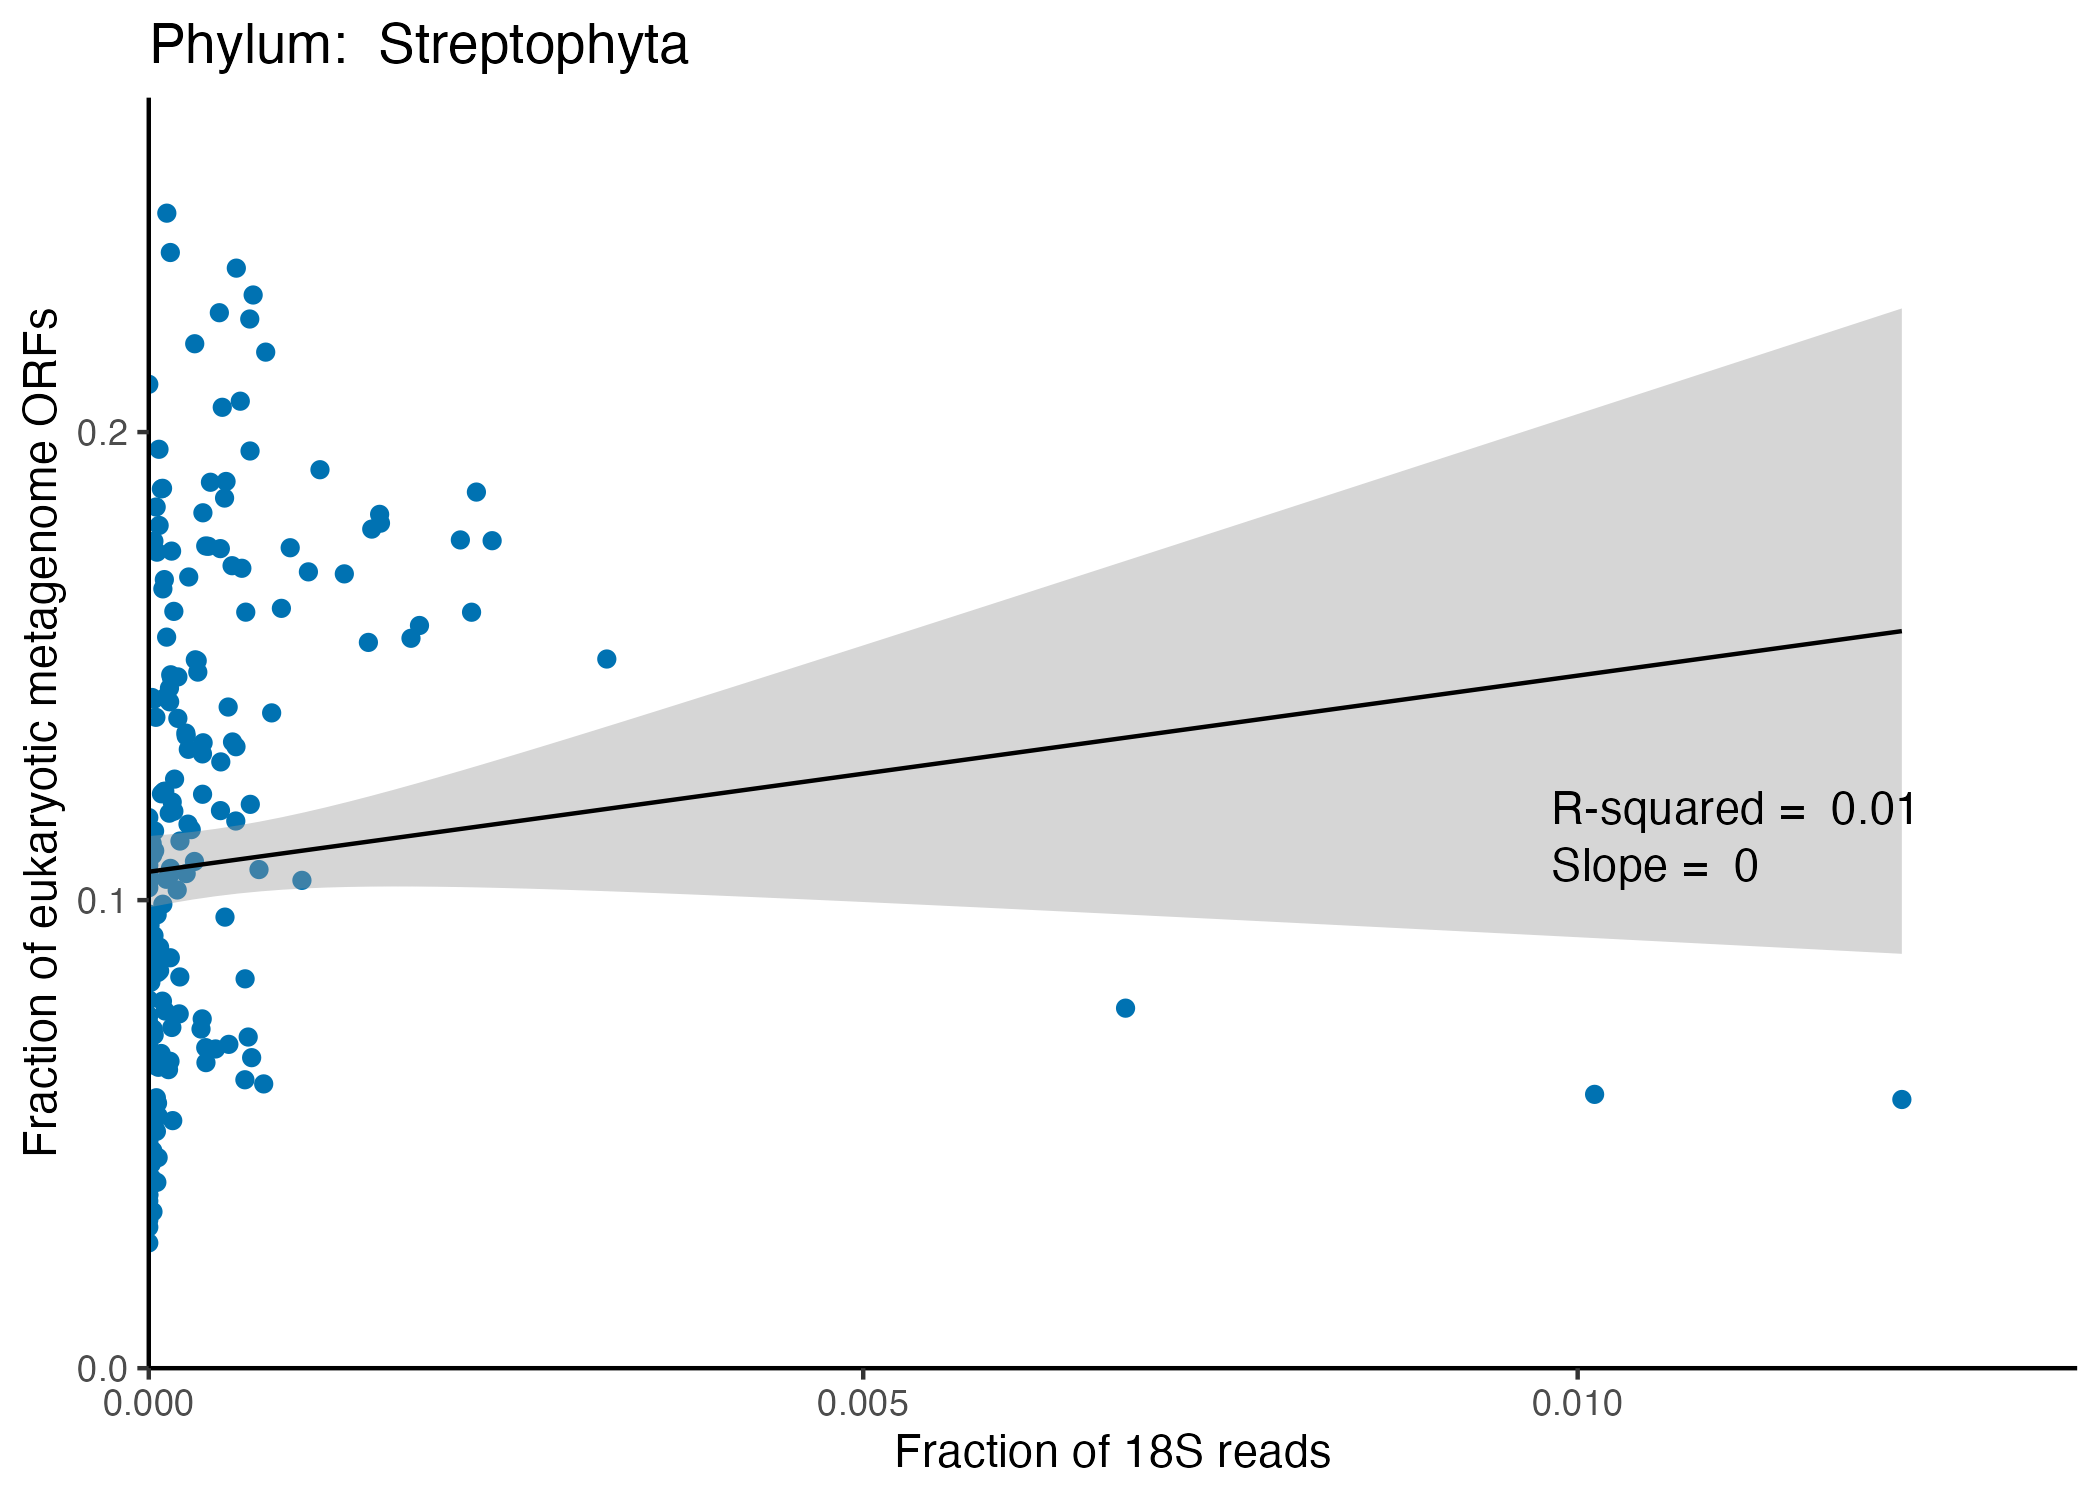 Phylum:  Streptophyta
Fraction of eukaryotic metagenome ORFs
0.2
0.1
0.0
R-squared =  0.01
Slope =  0
0.000
0.005
0.010
Fraction of 18S reads